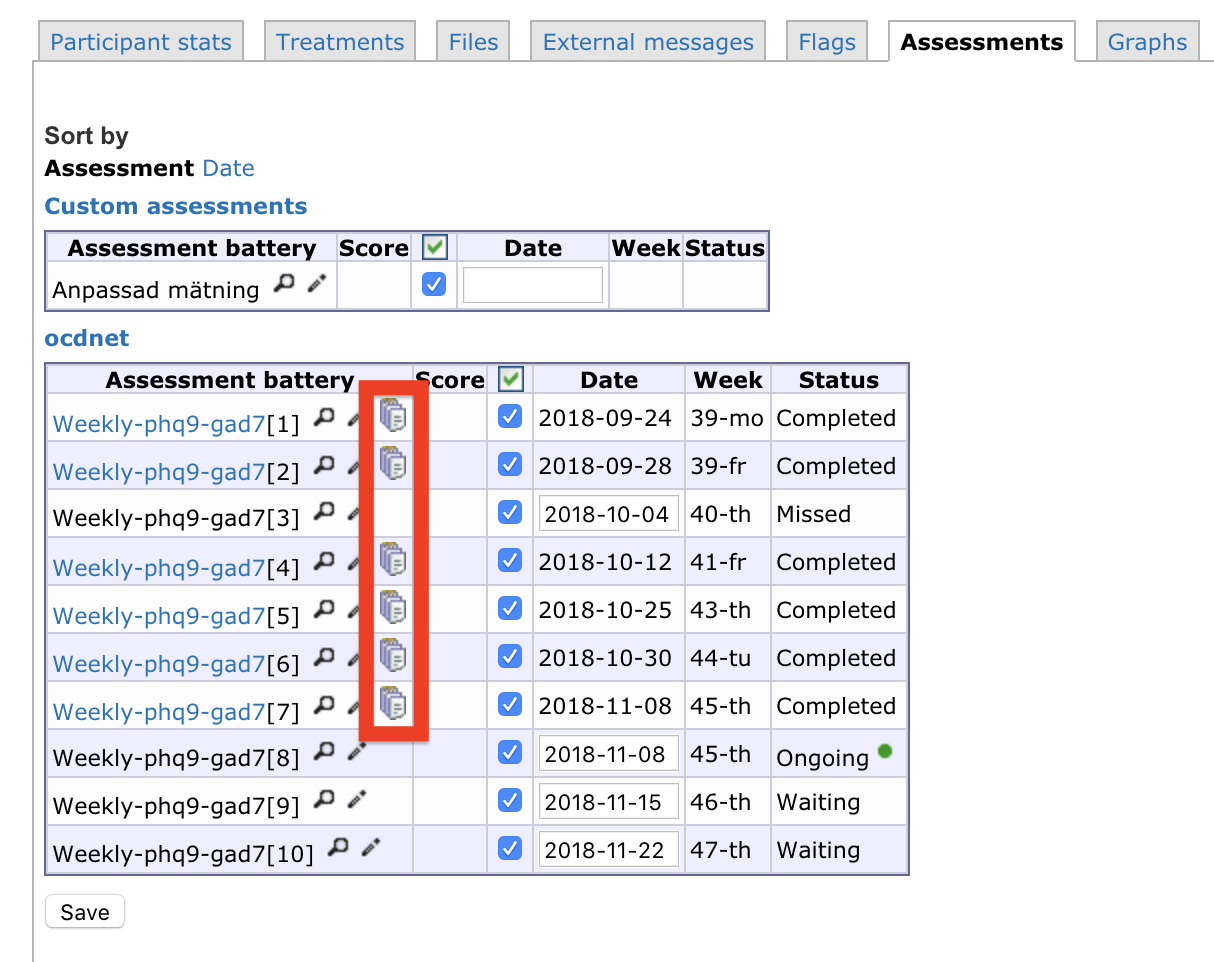 Participant stats Treatments Files External messages Flags Assessments Graphs
Sort by
Assessment Date
Custom assessments
Assessment battery Score Date Week Status
Anpassad mätning
ocdnet
Assessment battery Score Date Week Status
Weekly-phq9-gad7[1] 2018-09-24 39-mo Completed
Weekly-phq9-gad7[2] 2018-09-28 39-fr Completed
Weekly-phq9-gad7[3] 2018-10-04 40-th Missed
Weekly-phq9-gad7[4] 2018-10-12 41-fr Completed
Weekly-phq9-gad7[5] 2018-10-25 43-th Completed
Weekly-phq9-gad7[6] 2018-10-30 44-tu Completed
Weekly-phq9-gad7[7] 2018-11-08 45-th Completed
Weekly-phq9-gad7[8] 2018-11-08 45-th Ongoing
Weekly-phq9-gad7[9] 2018-11-15 46-th Waiting
Weekly-phq9-gad7[10] 2018-11-22 47-th Waiting
Save